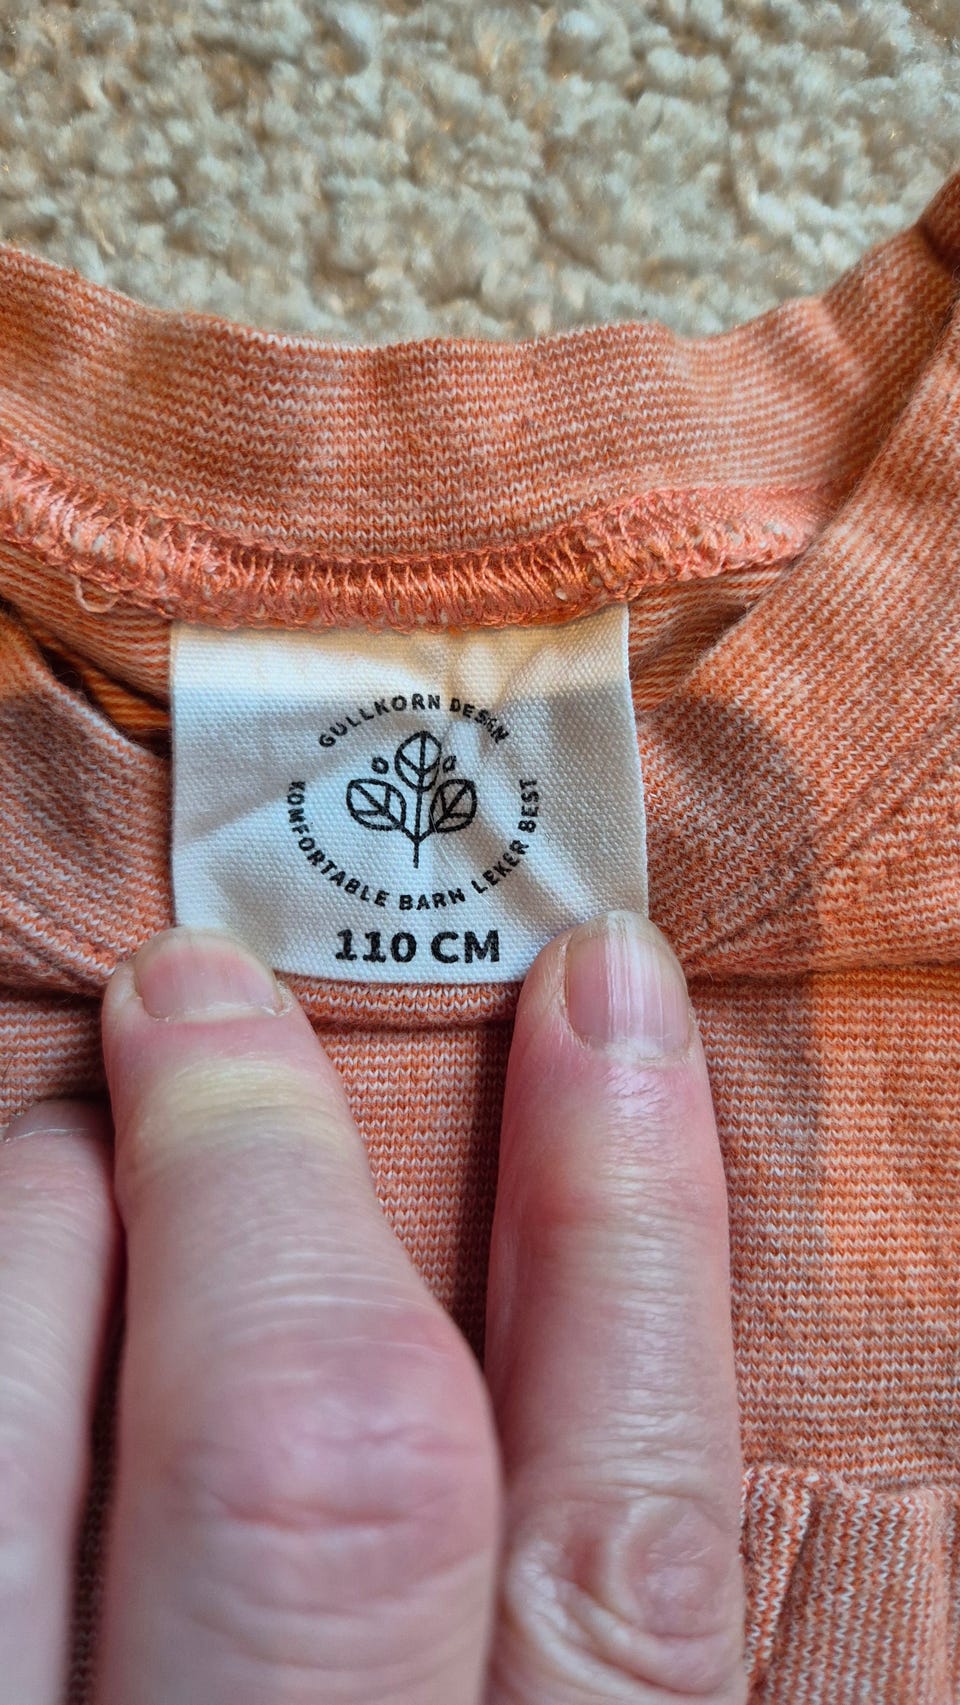 GULLKORN DESIGN
KOMFORTABLE BARN LEKER BEST
110 CM